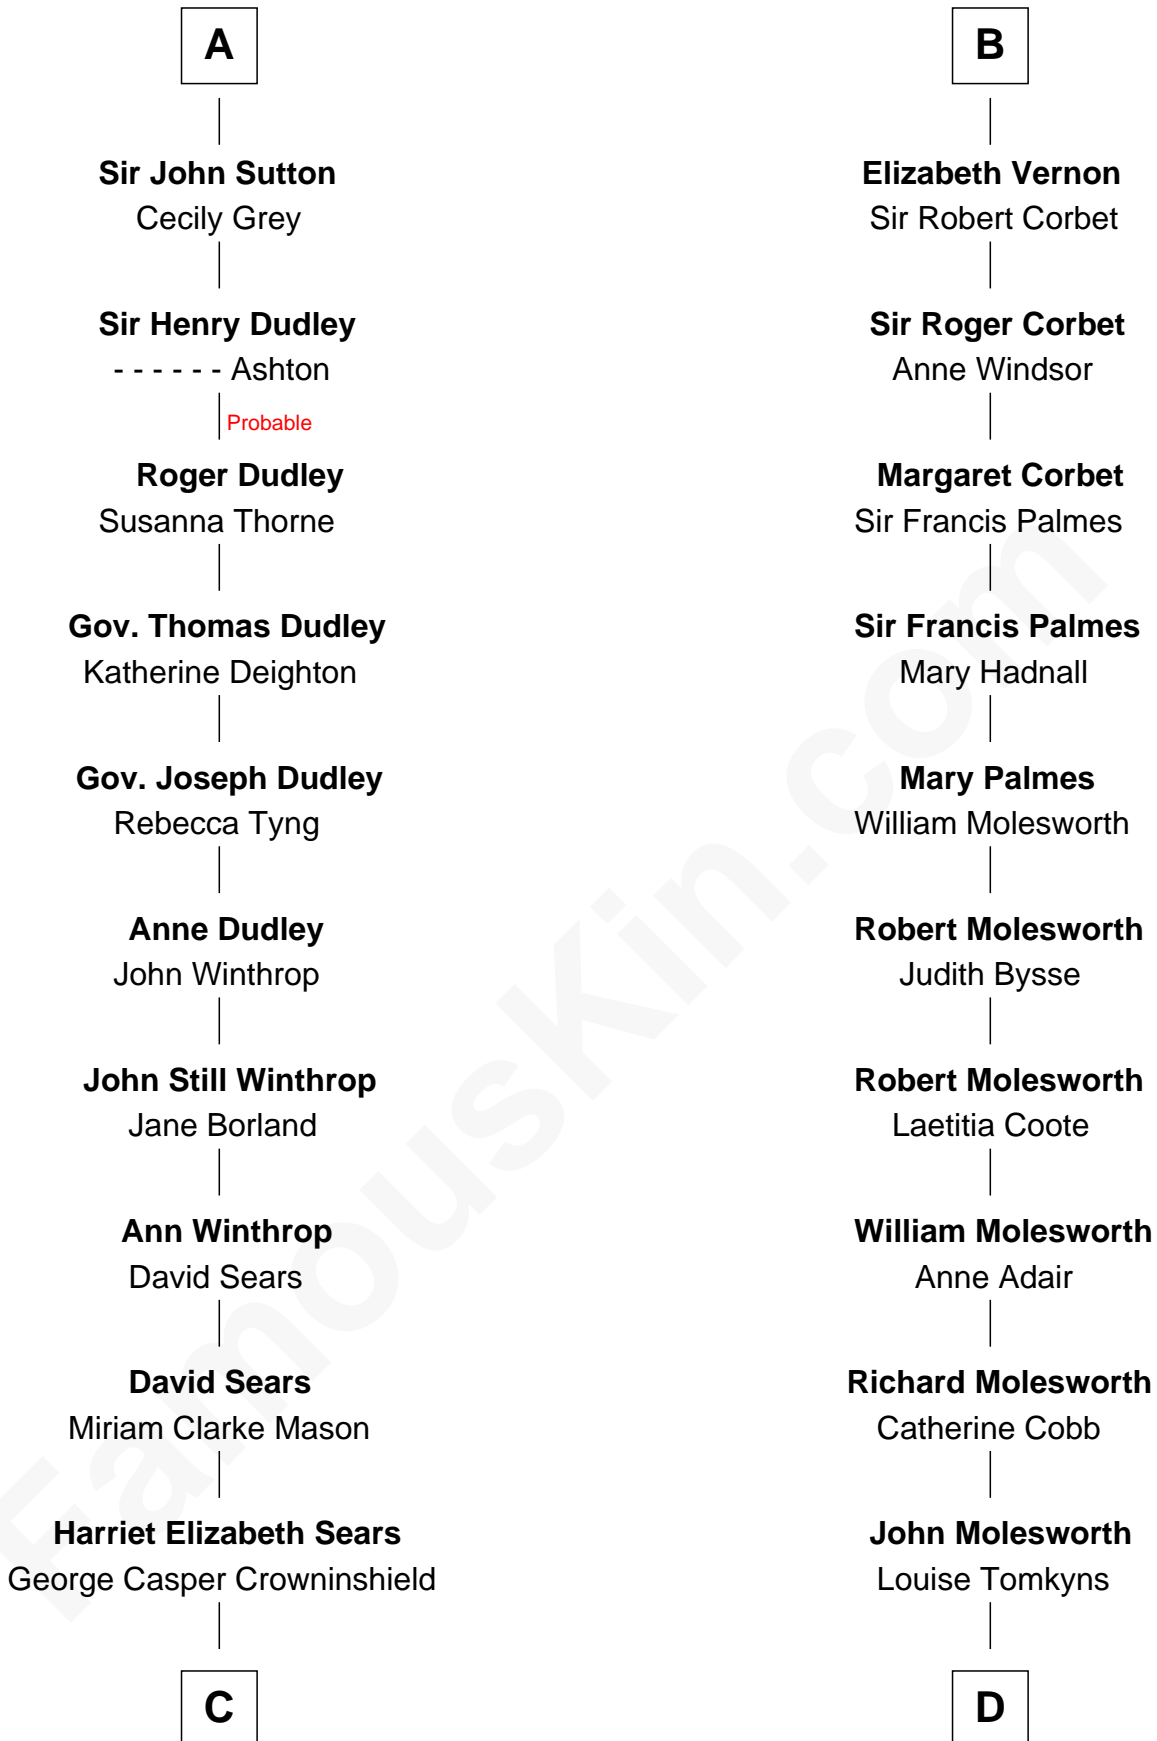 A
Sir John Sutton
Cecily Grey
Sir Henry Dudley
- - - - - - Ashton
Probable
Roger Dudley
Susanna Thorne
Gov. Thomas Dudley
Katherine Deighton
Gov. Joseph Dudley
Rebecca Tyng
Anne Dudley
John Winthrop
John Still Winthrop
Jane Borland
Ann Winthrop
David Sears
David Sears
Miriam Clarke Mason
Harriet Elizabeth Sears
George Casper Crowninshield
C
B
Elizabeth Vernon
Sir Robert Corbet
Sir Roger Corbet
Anne Windsor
Margaret Corbet
Sir Francis Palmes
Sir Francis Palmes
Mary Hadnall
Mary Palmes
William Molesworth
Robert Molesworth
Judith Bysse
Robert Molesworth
Laetitia Coote
William Molesworth
Anne Adair
Richard Molesworth
Catherine Cobb
John Molesworth
Louise Tomkyns
D
FamousKin.com